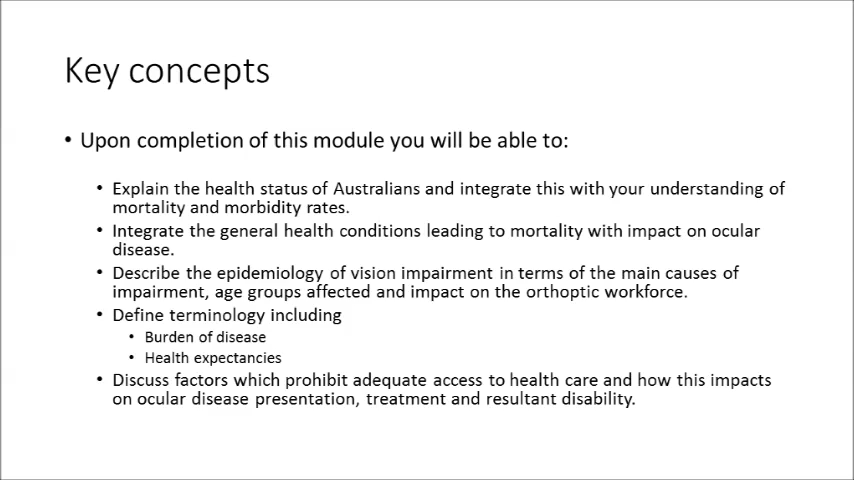 Key concepts
• Upon completion of this module you will be able to:
• Explain the health status of Australians and integrate this with your understanding of
mortality and morbidity rates.
• Integrate the general health conditions leading to mortality with impact on ocular
disease.
• Describe the epidemiology of vision impairment in terms of the main causes of
impairment, age groups affected and impact on the orthoptic workforce.
• Define terminology including
• Burden of disease
• Health expectancies
• Discuss factors which prohibit adequate access to health care and how this impacts
on ocular disease presentation, treatment and resultant disability.